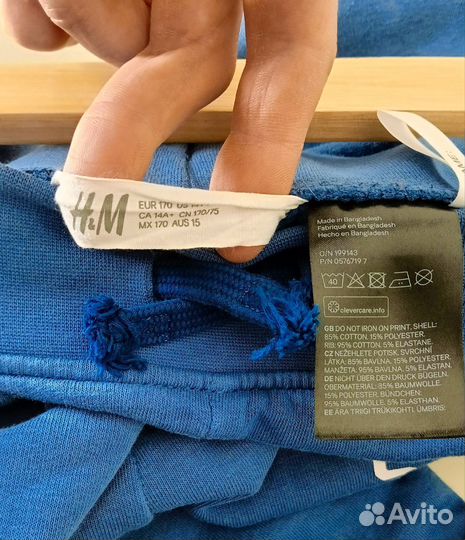 H&M
EUR 170 US 14Y+
CA 14A+ CN 170/75
MX 170 AUS 15
Made in Bangladesh
Fabriqué en Bangladesh
Hecho en Bangladesh
O/N 199143
P/N 0576719 7
40
clevercare.info
GB DO NOT IRON ON PRINT, SHELL:
85% COTTON, 15% POLYESTER,
RIB: 95% COTTON, 5% ELASTANE.
CZ NEŽEHLETE POTISK, SVRCHNÍ
LÁTKA: 85% BAVLNA, 15% POLYESTER,
MANŽETA: 95% BAVLNA, 5% ELASTAN.
DE NICHT ÜBER DEN DRUCK BÜGELN,
OBERMATERIAL: 85% BAUMWOLLE,
15% POLYESTER, BÜNDCHEN:
95% BAUMWOLLE, 5% ELASTHAN.
EE ÄRA TRIIGI TRÜKIKOHTI, ÜMBRIS:
Avito